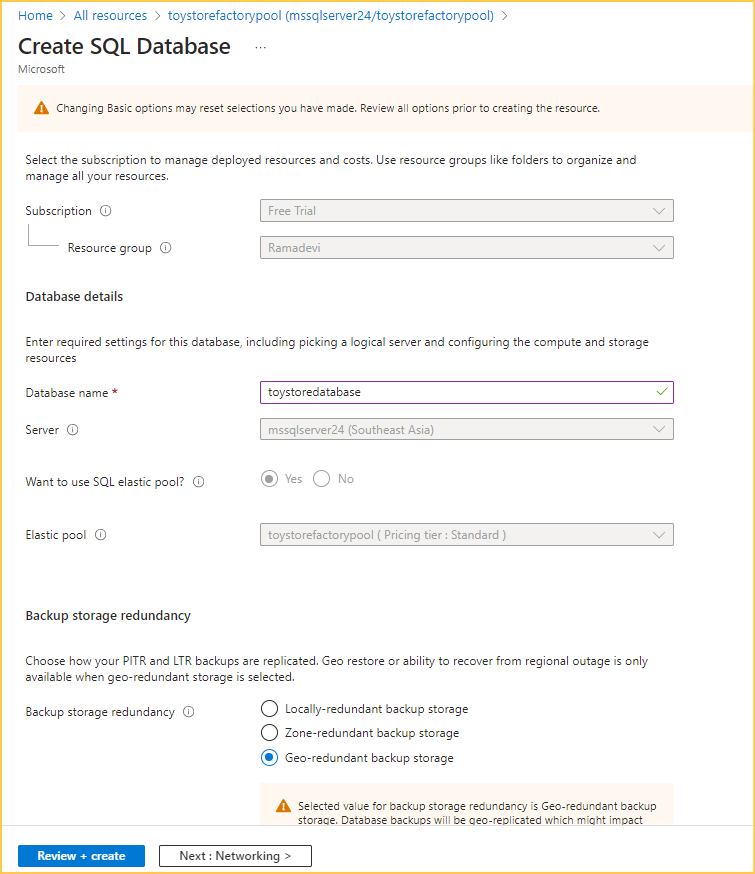 Home > All resources > toystorefactorypool (mssqlserver24/toystorefactorypool) >
Create SQL Database ...
Microsoft
Changing Basic options may reset selections you have made. Review all options prior to creating the resource.
Select the subscription to manage deployed resources and costs. Use resource groups like folders to organize and
manage all your resources.
Subscription
Free Trial
Resource group
Ramadevi
Database details
Enter required settings for this database, including picking a logical server and configuring the compute and storage
resources
Database name *
toystoredatabase
Server
mssqlserver24 (Southeast Asia)
Want to use SQL elastic pool?
Yes No
Elastic pool
toystorefactorypool ( Pricing tier : Standard )
Backup storage redundancy
Choose how your PITR and LTR backups are replicated. Geo restore or ability to recover from regional outage is only
available when geo-redundant storage is selected.
Backup storage redundancy
Locally-redundant backup storage
Zone-redundant backup storage
Geo-redundant backup storage
Selected value for backup storage redundancy is Geo-redundant backup
storage. Database backups will be geo-replicated which might impact
Review + create
Next : Networking >